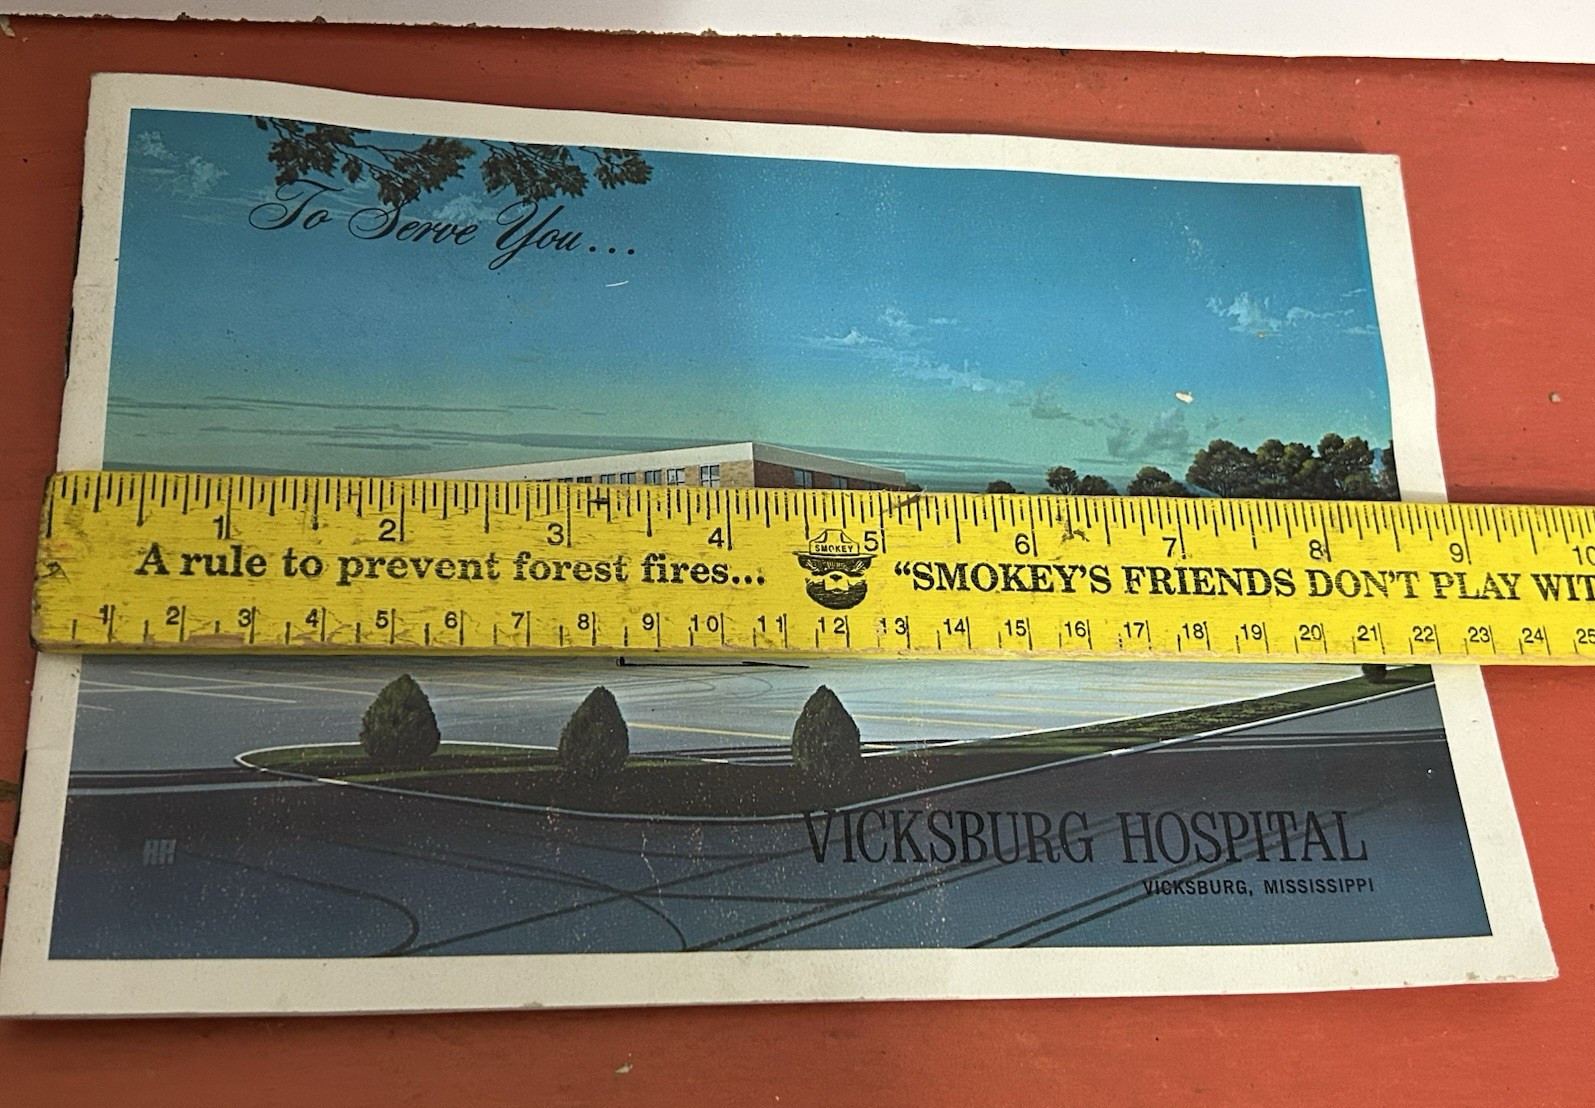 To Serve You...
1 2 3 4 5 6 7 8 9 10
SMOKEY
A rule to prevent forest fires... "SMOKEY'S FRIENDS DON'T PLAY WIT
1 2 3 4 5 6 7 8 9 10 11 12 13 14 15 16 17 18 19 20 21 22 23 24 25
VICKSBURG HOSPITAL
HH
VICKSBURG, MISSISSIPPI